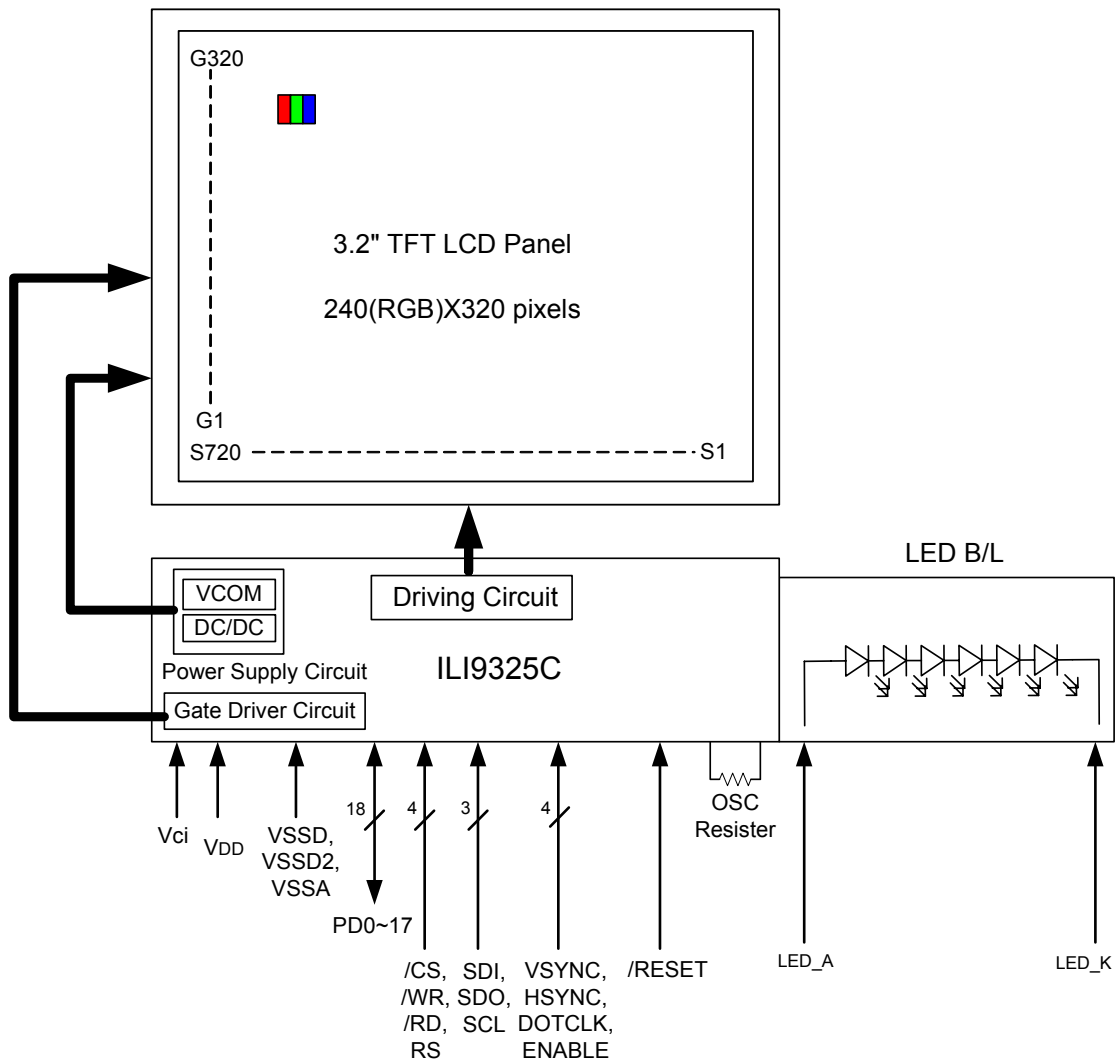 G320
3.2" TFT LCD Panel
240(RGB)X320 pixels
G1
S720
S1
LED B/L
VCOM
DC/DC
Driving Circuit
Power Supply Circuit
ILI9325C
Gate Driver Circuit
18
4
3
4
OSC
Resister
Vci
VDD
VSSD,
VSSD2,
VSSA
PD0~17
/CS,
/WR,
/RD,
RS
SDI,
SDO,
SCL
VSYNC,
HSYNC,
DOTCLK,
ENABLE
/RESET
LED_A
LED_K